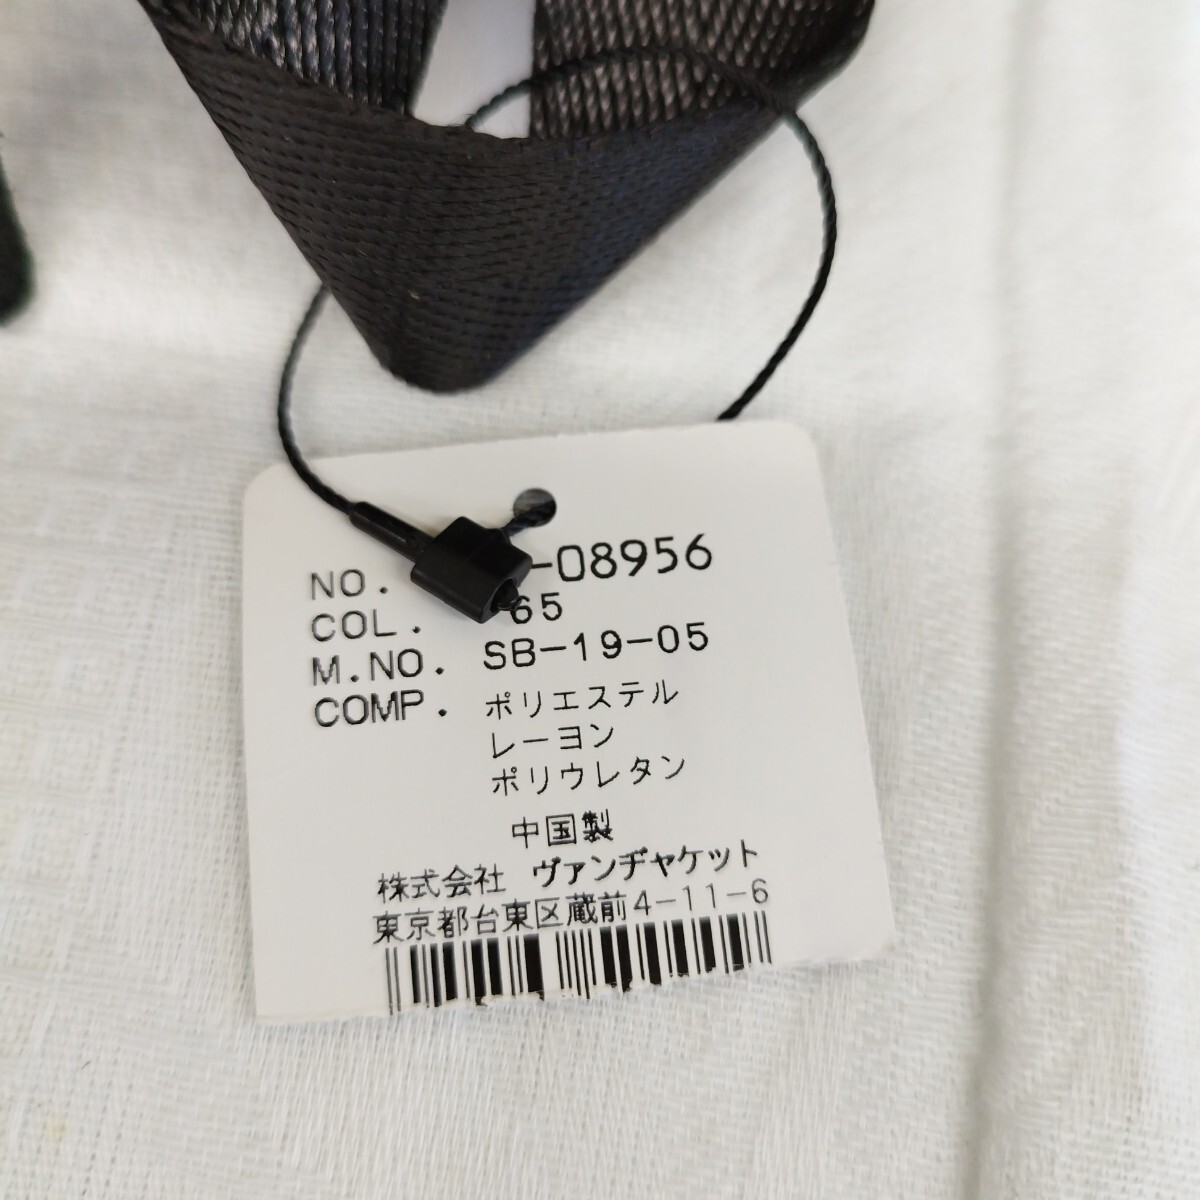 NO. -08956
COL. 65
M.NO. SB-19-05
COMP. ポリエステル
レーヨン
ポリウレタン
中国製
株式会社 ヴァンヂャケット
東京都台東区蔵前4-11-6